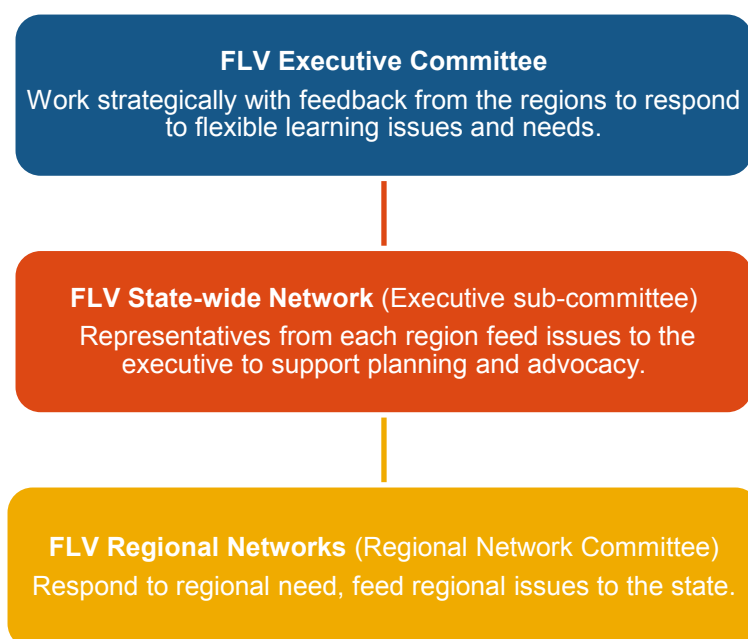 FLV Executive Committee
Work strategically with feedback from the regions to respond
to flexible learning issues and needs.
FLV State-wide Network (Executive sub-committee)
Representatives from each region feed issues to the
executive to support planning and advocacy.
FLV Regional Networks (Regional Network Committee)
Respond to regional need, feed regional issues to the state.